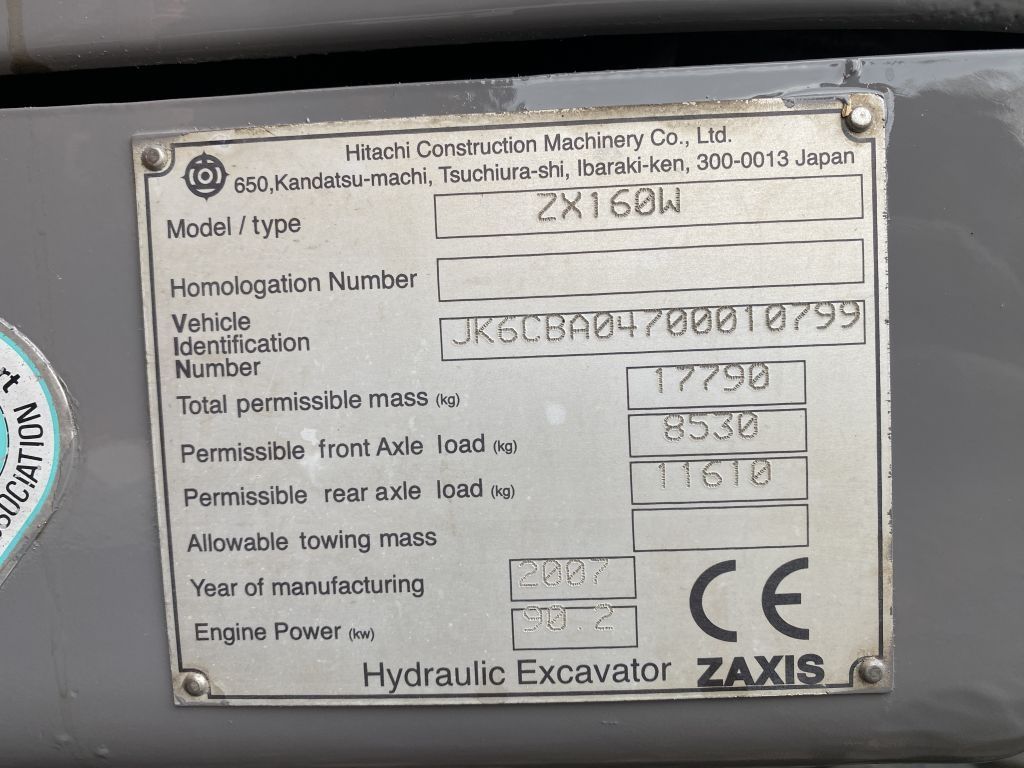 Hitachi Construction Machinery Co., Ltd.
650,Kandatsu-machi, Tsuchiura-shi, Ibaraki-ken, 300-0013 Japan
Model / type ZX160W
Homologation Number
Vehicle
Identification
Number JK6CBA04700010799
Total permissible mass (kg) 17790
Permissible front Axle load (kg) 8530
Permissible rear axle load (kg) 11610
Allowable towing mass
Year of manufacturing 2007
Engine Power (kw) 90.2
CE
Hydraulic Excavator ZAXIS